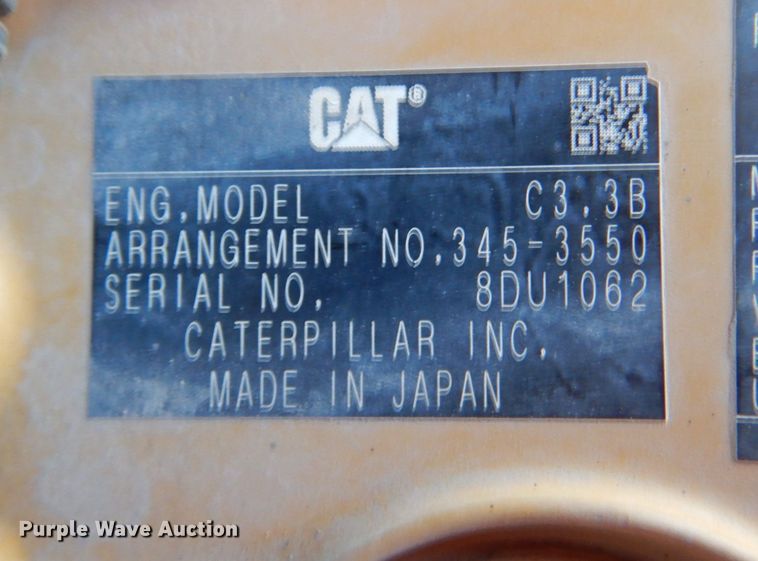 CAT®
ENG.MODEL C3.3B
ARRANGEMENT NO.345-3550
SERIAL NO. 8DU1062
CATERPILLAR INC.
MADE IN JAPAN
Purple Wave Auction